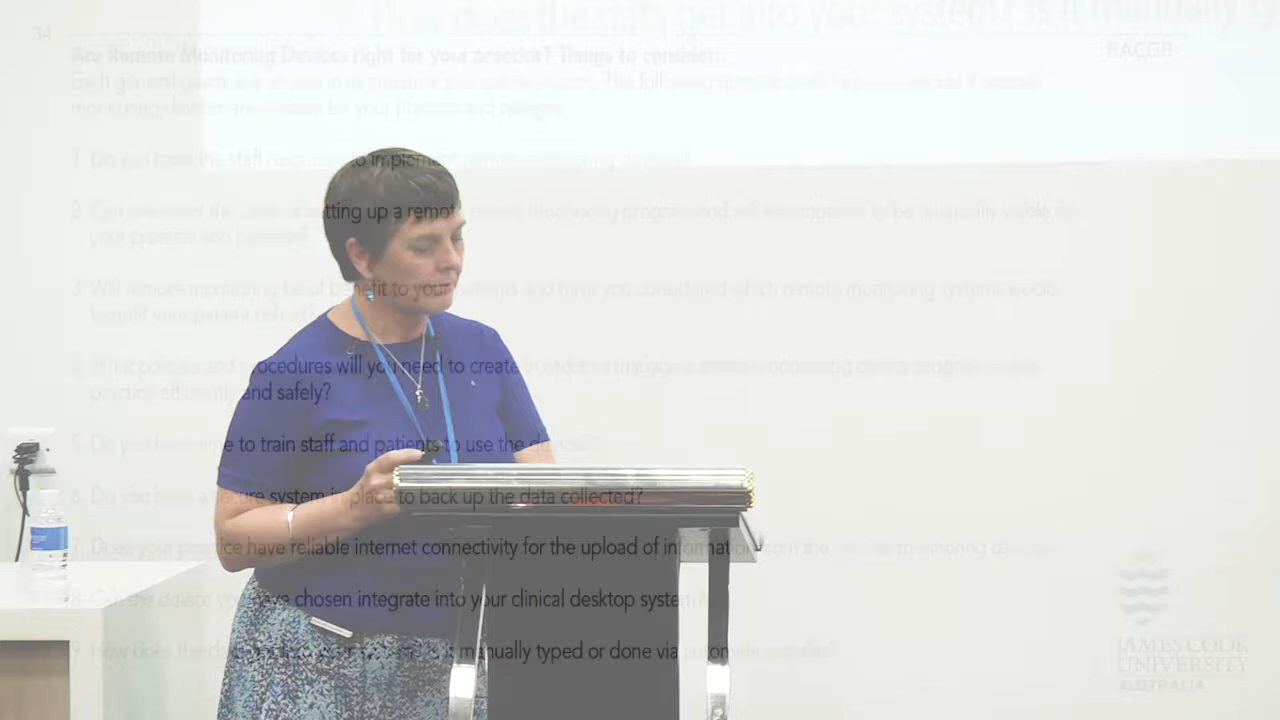 How does the data get into your system? Is it manually ty
34
RACGP
Are Remote Monitoring Devices right for your practice? Things to consider:
Each general practice is unique in its structure and The following questions will help you decide if remote
monitoring devices are suitable for your practice and patients.
1 Do you have the staff required to implement remote monitoring devices?
2 Can you meet the costs of setting up a remote device monitoring program and will this continue to be financially viable for
your practice and patients?
3 Will remote monitoring be of benefit to your patients and have you considered which remote monitoring systems would
benefit your patient cohort?
4 What policies and procedures will you need to create in order to manage a remote monitoring device program in your
practice efficiently and safely?
5 Do you have time to train staff and patients to use the devices?
6 Do you have a secure system in place to back up the data collected?
7 Does your practice have reliable internet connectivity for the upload of information from the remote monitoring devices?
8 Can the device you have chosen integrate into your clinical desktop system?
9 How does the data get into your system? Is it manually typed or done via automatic transfer?
JAMES COOK
UNIVERSITY
AUSTRALIA